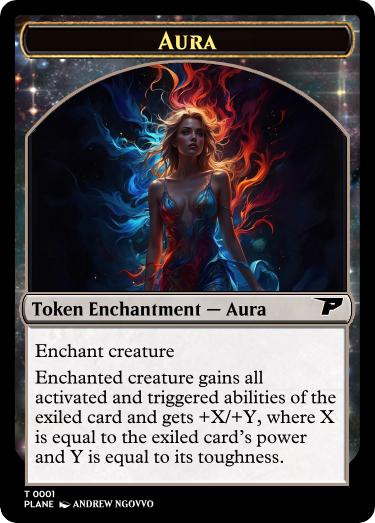 Aura
Token Enchantment — Aura
P
Enchant creature
Enchanted creature gains all
activated and triggered abilities of the
exiled card and gets +X/+Y, where X
is equal to the exiled card's power
and Y is equal to its toughness.
T 0001
PLANE ANDREW NGOVVO